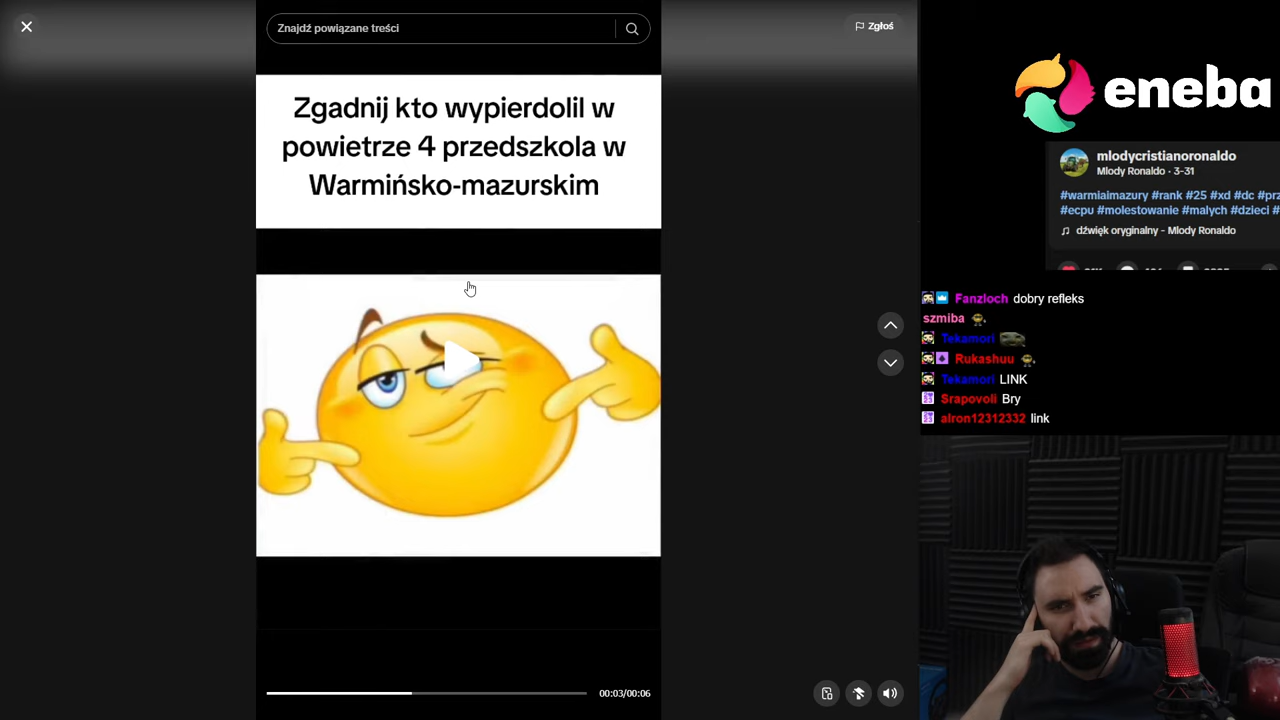 Znajdź powiązane treści
Zgłoś
Zgadnij kto wypierdolil w
powietrze 4 przedszkola w
Warmińsko-mazurskim
00:03/00:06
eneba
mlodycristianoronaldo
Mlody Ronaldo · 3-31
#warmiaimazury #rank #25 #xd #dc #prz
#ecpu #molestowanie #malych #dzieci #
dźwięk oryginalny - Mlody Ronaldo
Fanzloch dobry refleks
szmiba
Tekamori
Rukashuu
Tekamori LINK
Srapovoli Bry
alron12312332 link